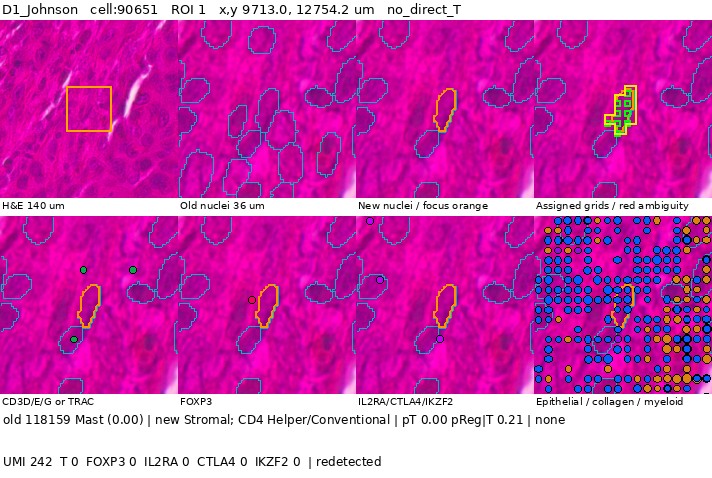 D1_Johnson cell:90651 ROI 1 x,y 9713.0, 12754.2 um no_direct_T
H&E 140 um
Old nuclei 36 um
New nuclei / focus orange
Assigned grids / red ambiguity
CD3D/E/G or TRAC
FOXP3
IL2RA/CTLA4/IKZF2
Epithelial / collagen / myeloid
old 118159 Mast (0.00) | new Stromal; CD4 Helper/Conventional | pT 0.00 pReg|T 0.21 | none
UMI 242 T 0 FOXP3 0 IL2RA 0 CTLA4 0 IKZF2 0 | redetected